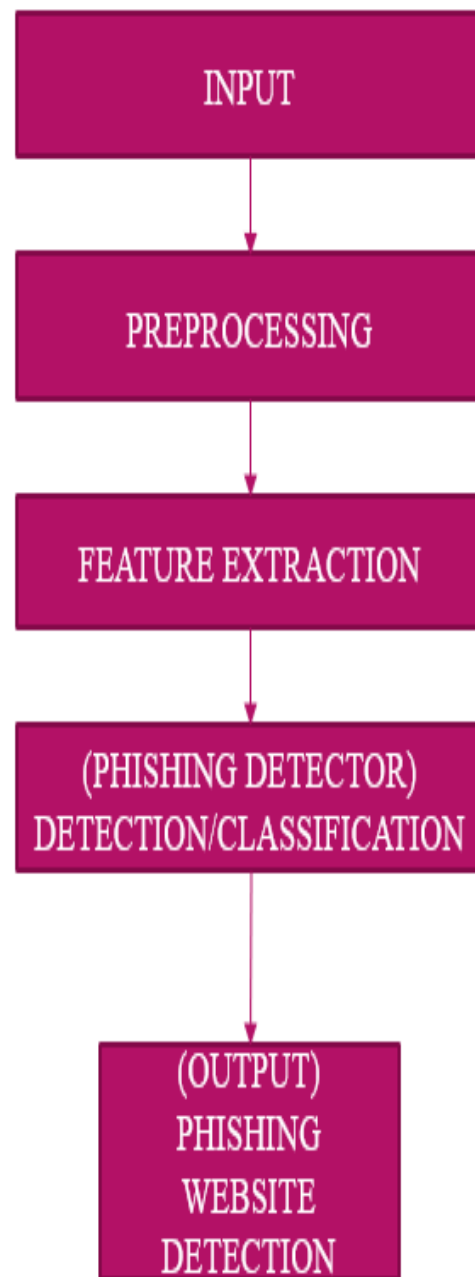 INPUT
PREPROCESSING
FEATURE EXTRACTION
(PHISHING DETECTOR)
DETECTION/CLASSIFICATION
(OUTPUT)
PHISHING
WEBSITE
DETECTION